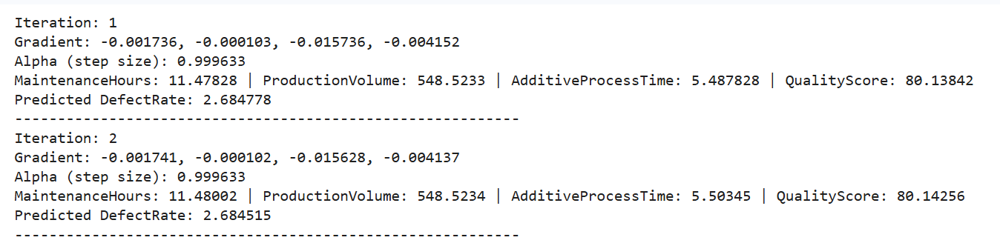 Iteration: 1
Gradient: -0.001736, -0.000103, -0.015736, -0.004152
Alpha (step size): 0.999633
MaintenanceHours: 11.47828 | ProductionVolume: 548.5233 | AdditiveProcessTime: 5.487828 | QualityScore: 80.13842
Predicted DefectRate: 2.684778
------------------------------------------------------------
Iteration: 2
Gradient: -0.001741, -0.000102, -0.015628, -0.004137
Alpha (step size): 0.999633
MaintenanceHours: 11.48002 | ProductionVolume: 548.5234 | AdditiveProcessTime: 5.50345 | QualityScore: 80.14256
Predicted DefectRate: 2.684515
------------------------------------------------------------